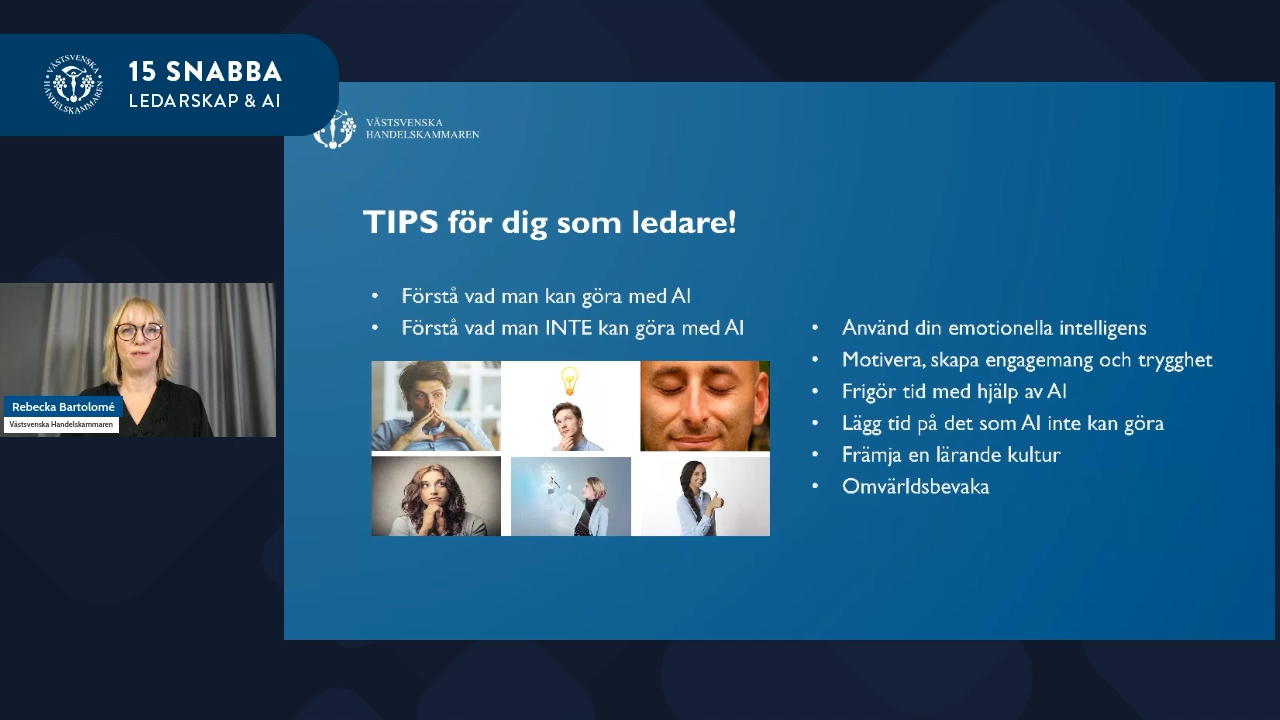 VÄSTSVENSKA
HANDELSKAMMAREN
15 SNABBA
LEDARSKAP & AI
VÄSTSVENSKA
HANDELSKAMMAREN
TIPS för dig som ledare!
• Förstå vad man kan göra med AI
• Förstå vad man INTE kan göra med AI
• Använd din emotionella intelligens
• Motivera, skapa engagemang och trygghet
• Frigör tid med hjälp av AI
• Lägg tid på det som AI inte kan göra
• Främja en lärande kultur
• Omvärldsbevaka
Rebecka Bartolomé
Västsvenska Handelskammaren